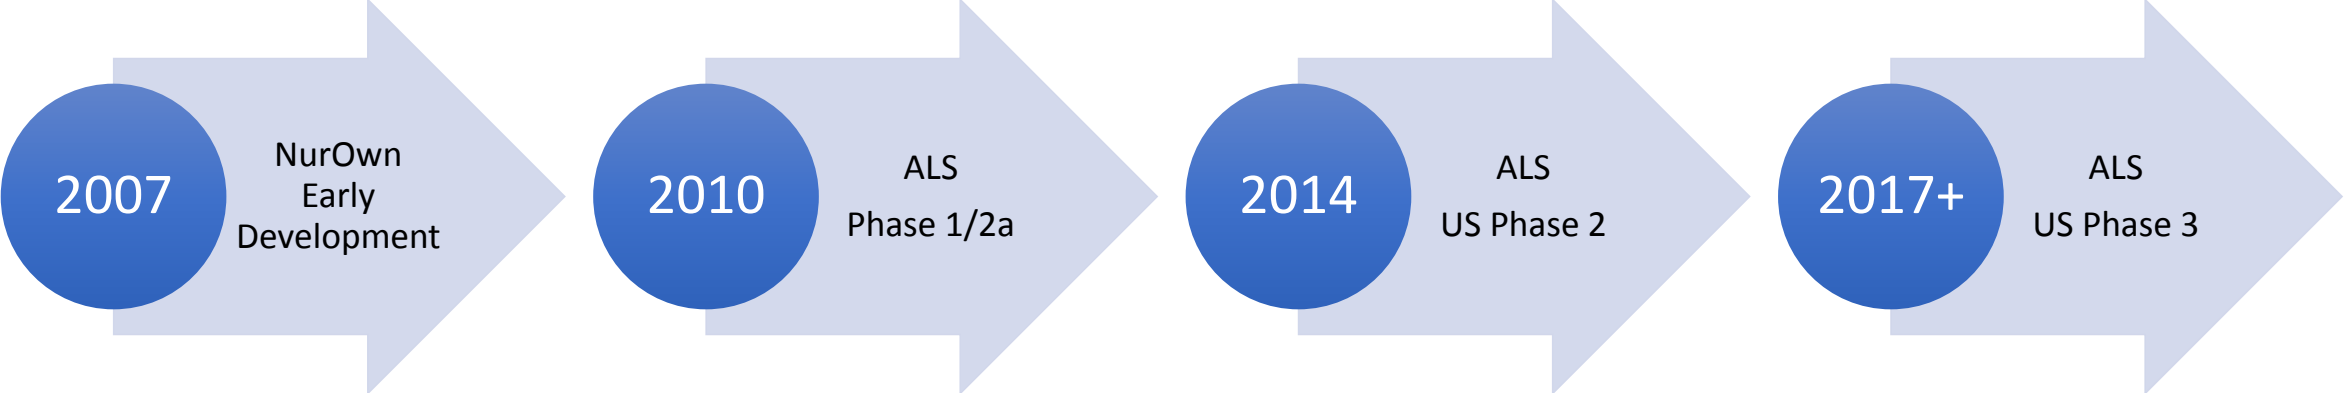 2007
NurOwn
Early
Development
2010
ALS
Phase 1/2a
2014
ALS
US Phase 2
2017+
ALS
US Phase 3